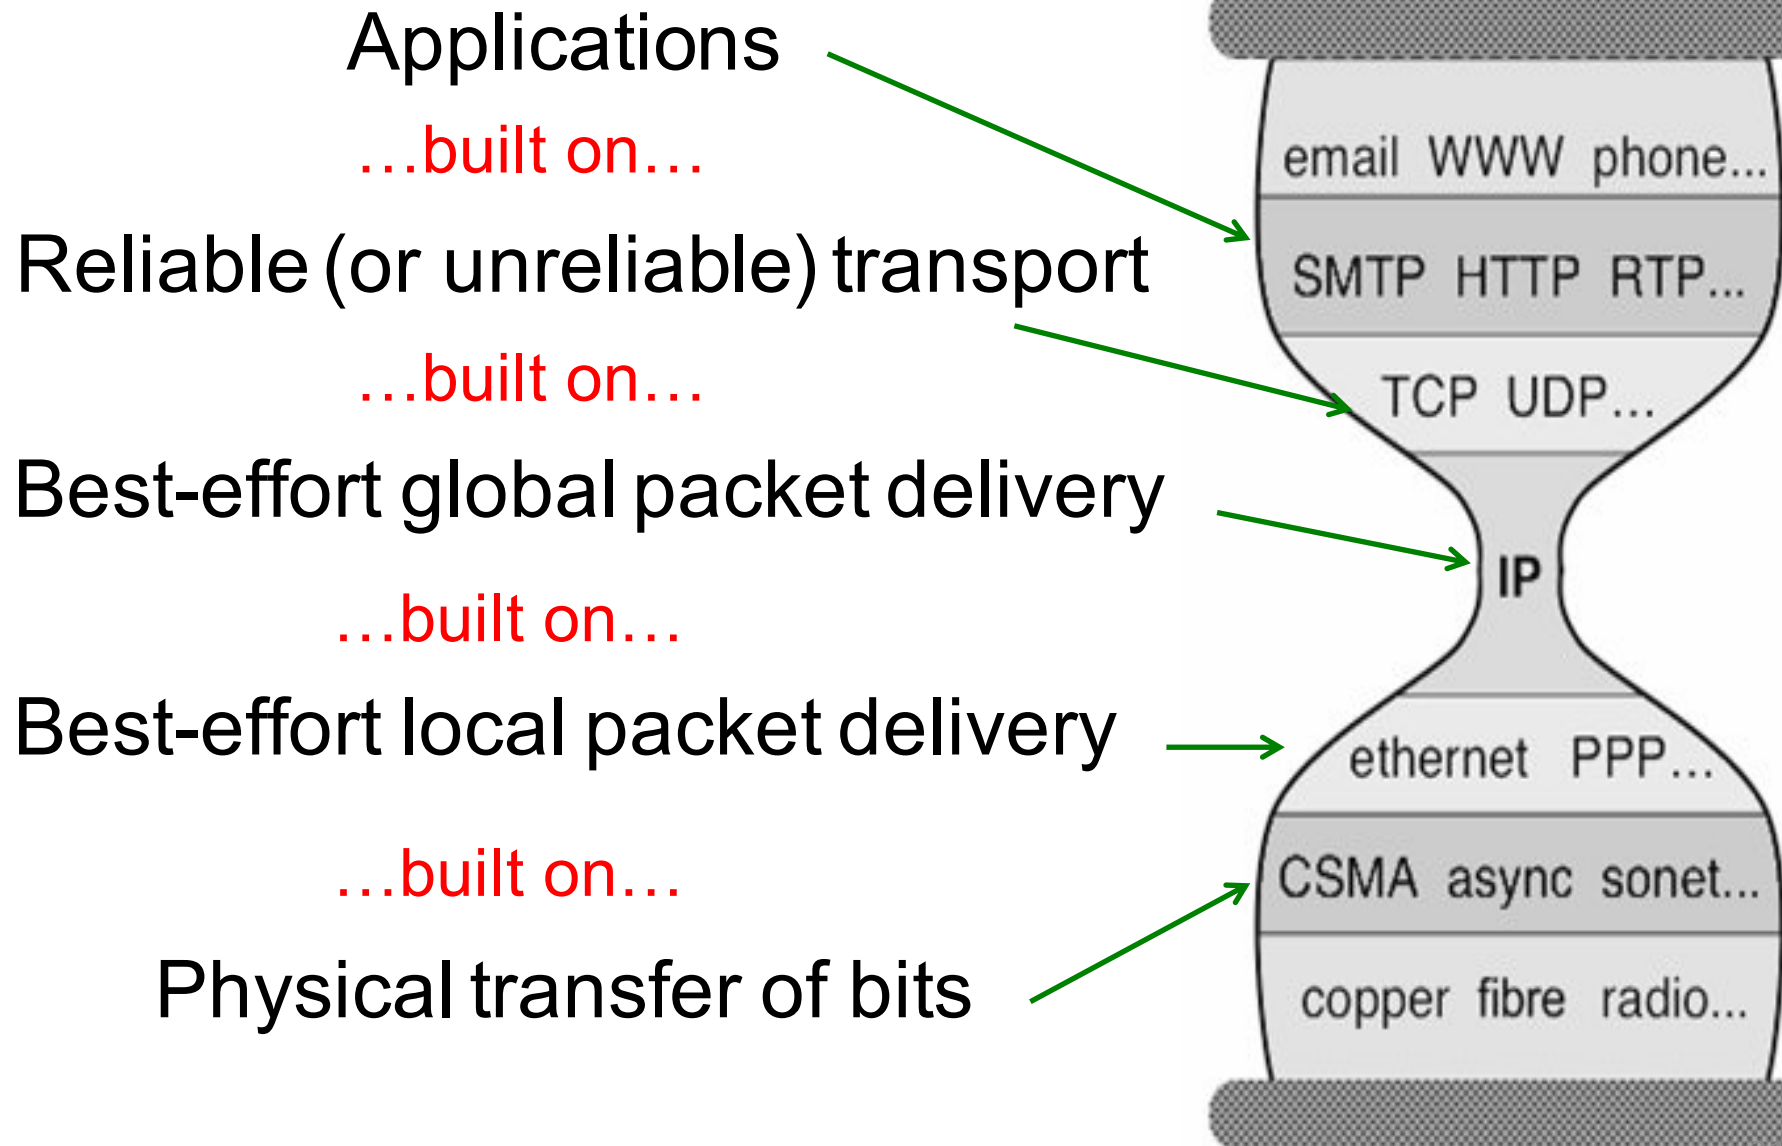 Applications
…built on…
Reliable (or unreliable) transport
…built on…
Best-effort global packet delivery
…built on…
Best-effort local packet delivery
…built on…
Physical transfer of bits
email WWW phone...
SMTP HTTP RTP...
TCP UDP...
IP
ethernet PPP...
CSMA async sonet...
copper fibre radio...